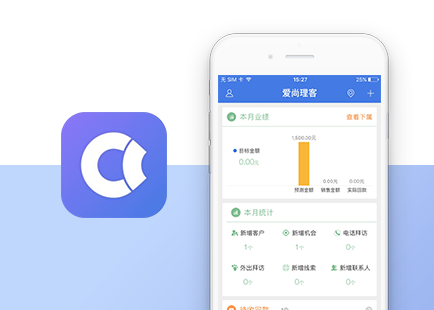 无 SIM 卡
15:27
25%
爱尚理客
本月业绩
查看下属
1,500.00元
目标金额
0.00元
0.00元
0.00元
预测金额
销售金额
实际回款
本月统计
新增客户
新增机会
电话拜访
1个
1个
0个
外出拜访
新增线索
新增联系人
0个
0个
0个